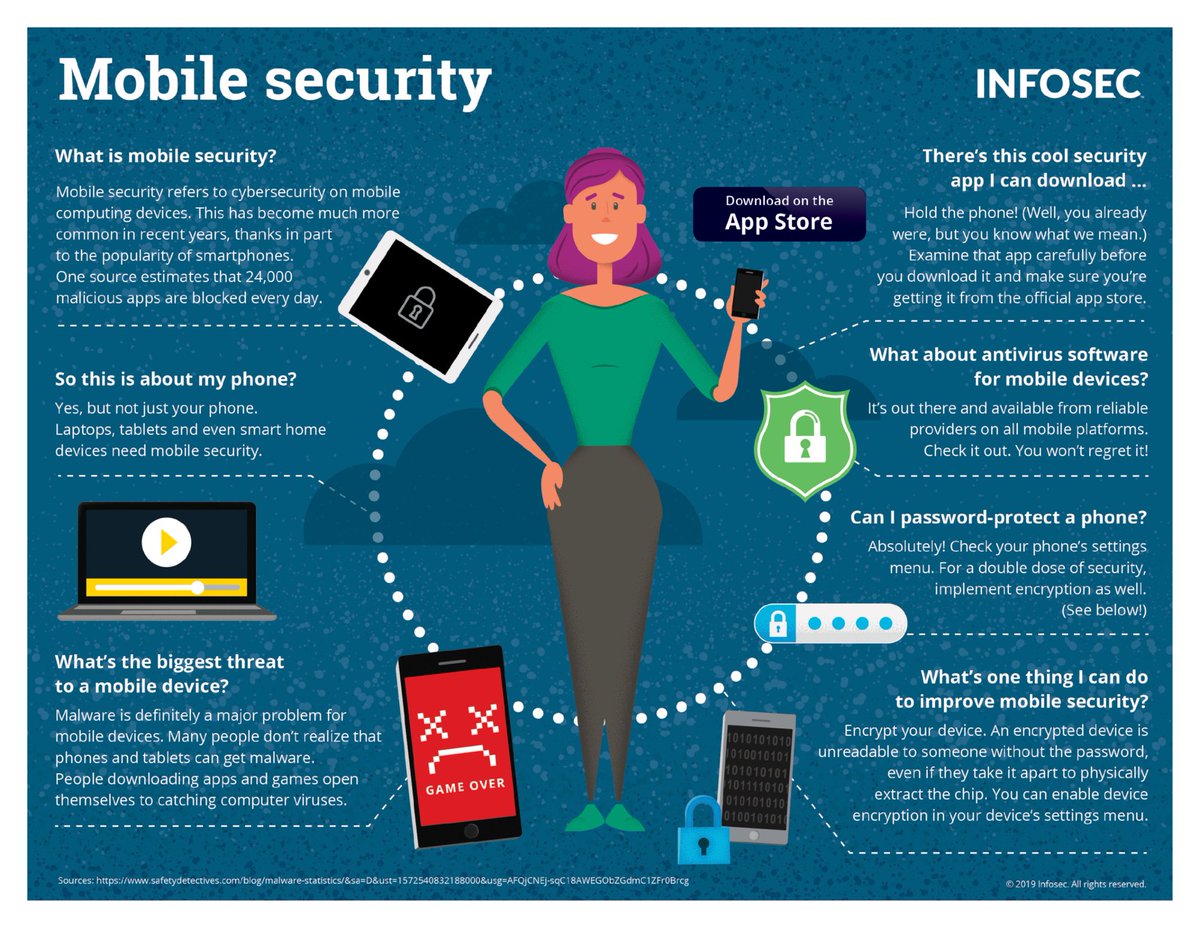 Mobile security
INFOSEC
What is mobile security?
Mobile security refers to cybersecurity on mobile
computing devices. This has become much more
common in recent years, thanks in part
to the popularity of smartphones.
One source estimates that 24,000
malicious apps are blocked every day.
So this is about my phone?
Yes, but not just your phone.
Laptops, tablets and even smart home
devices need mobile security.
What's the biggest threat
to a mobile device?
Malware is definitely a major problem for
mobile devices. Many people don't realize that
phones and tablets can get malware.
People downloading apps and games open
themselves to catching computer viruses.
GAME OVER
Download on the
App Store
There's this cool security
app I can download ...
Hold the phone! (Well, you already
were, but you know what we mean.)
Examine that app carefully before
you download it and make sure you're
getting it from the official app store.
What about antivirus software
for mobile devices?
It's out there and available from reliable
providers on all mobile platforms.
Check it out. You won't regret it!
Can I password-protect a phone?
Absolutely! Check your phone's settings
menu. For a double dose of security,
implement encryption as well.
(See below!)
What's one thing I can do
to improve mobile security?
Encrypt your device. An encrypted device is
unreadable to someone without the password,
even if they take it apart to physically
extract the chip. You can enable device
encryption in your device's settings menu.
Sources: https://www.safetydetectives.com/blog/malware-statistics/&sa=D&ust=1572540832188000&usg=AFQjCNEj-sqC18AWEGObZGdmC1ZFr0Brcg
© 2019 Infosec. All rights reserved.